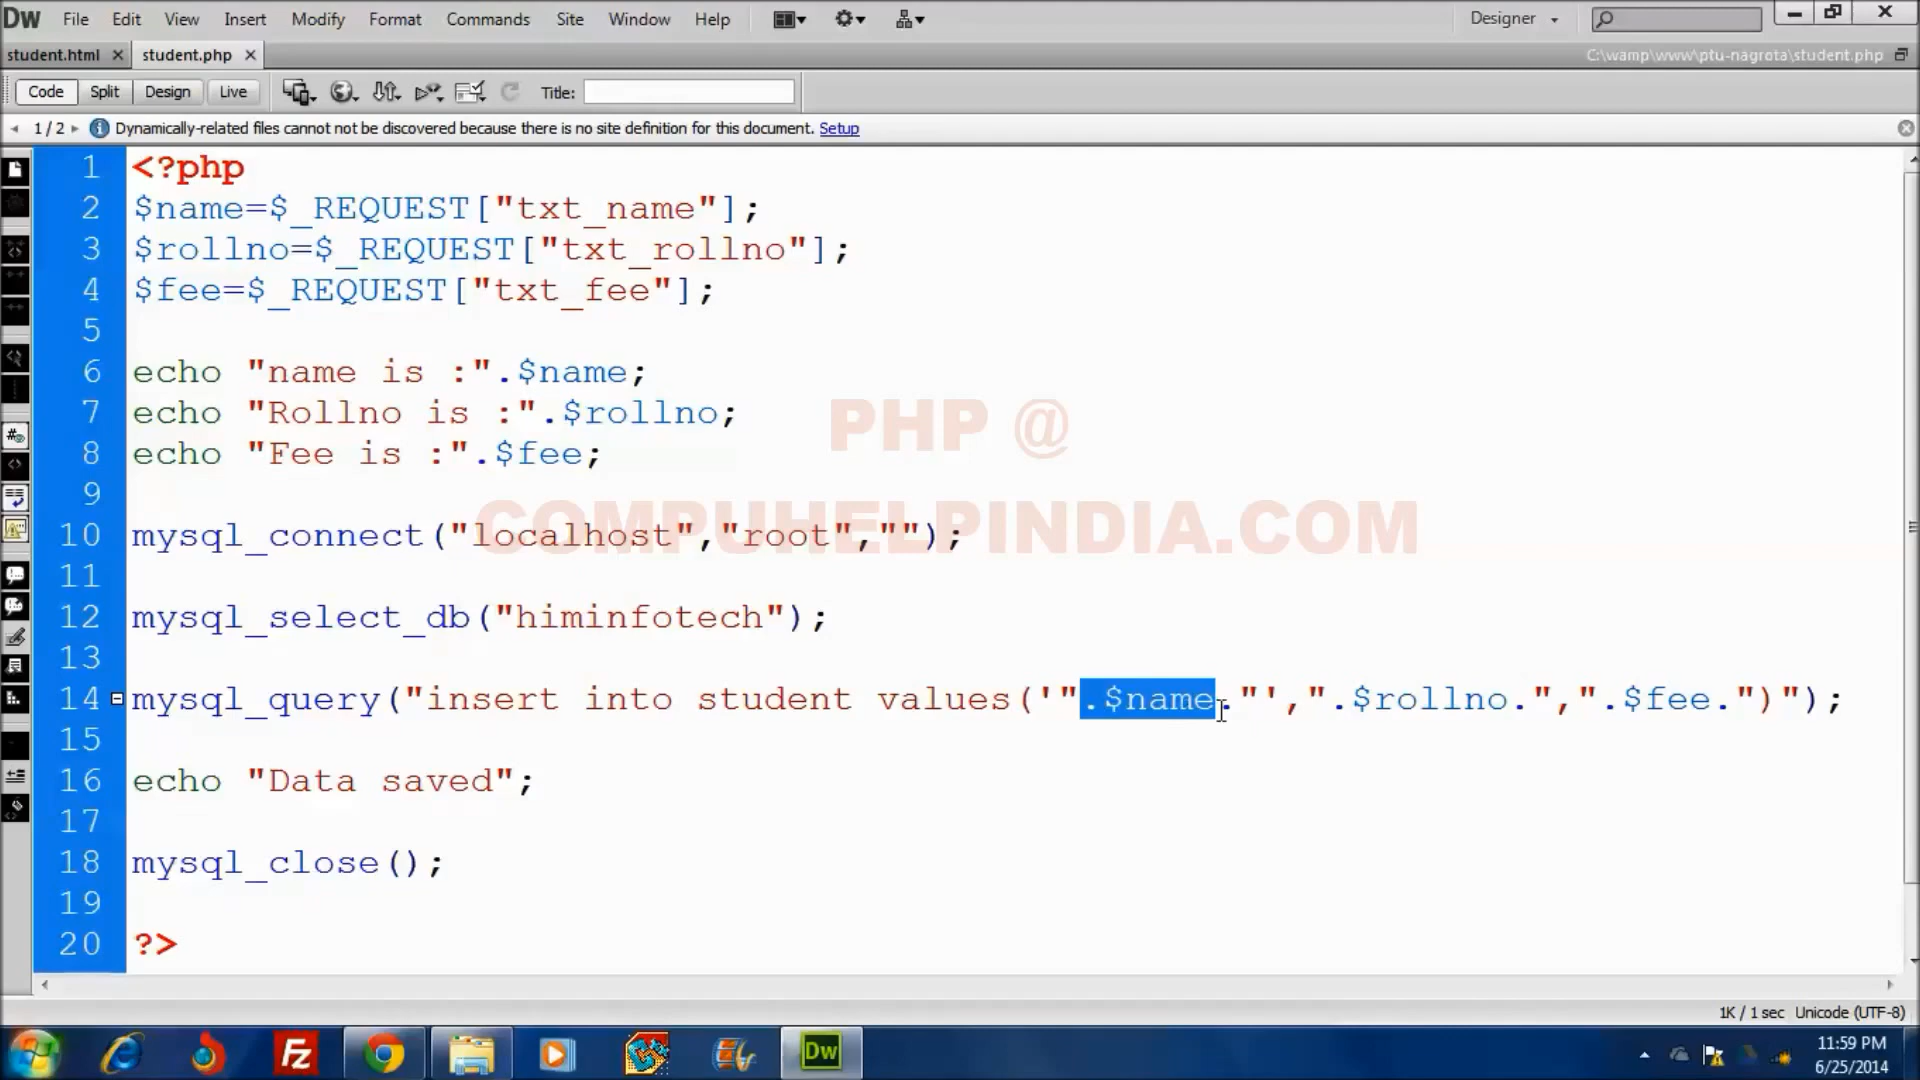 Dw File Edit View Insert Modify Format Commands Site Window Help Designer
student.html student.php C:\wamp\www\ptu-nagrota\student.php
Code Split Design Live Title:
1/2 Dynamically-related files cannot not be discovered because there is no site definition for this document. Setup
1 <?php
2 $name=$_REQUEST["txt_name"];
3 $rollno=$_REQUEST["txt_rollno"];
4 $fee=$_REQUEST["txt_fee"];
5
6 echo "name is :".$name;
7 echo "Rollno is :".$rollno;
PHP @
8 echo "Fee is :".$fee;
9
COMPUHELPINDIA.COM
10 mysql_connect("localhost","root","");
11
12 mysql_select_db("himinfotech");
13
14 mysql_query("insert into student values('".$name."',".$rollno.",".$fee.")");
15
16 echo "Data saved";
17
18 mysql_close();
19
20 ?>
1K / 1 sec Unicode (UTF-8)
Fz Dw 11:59 PM
6/25/2014